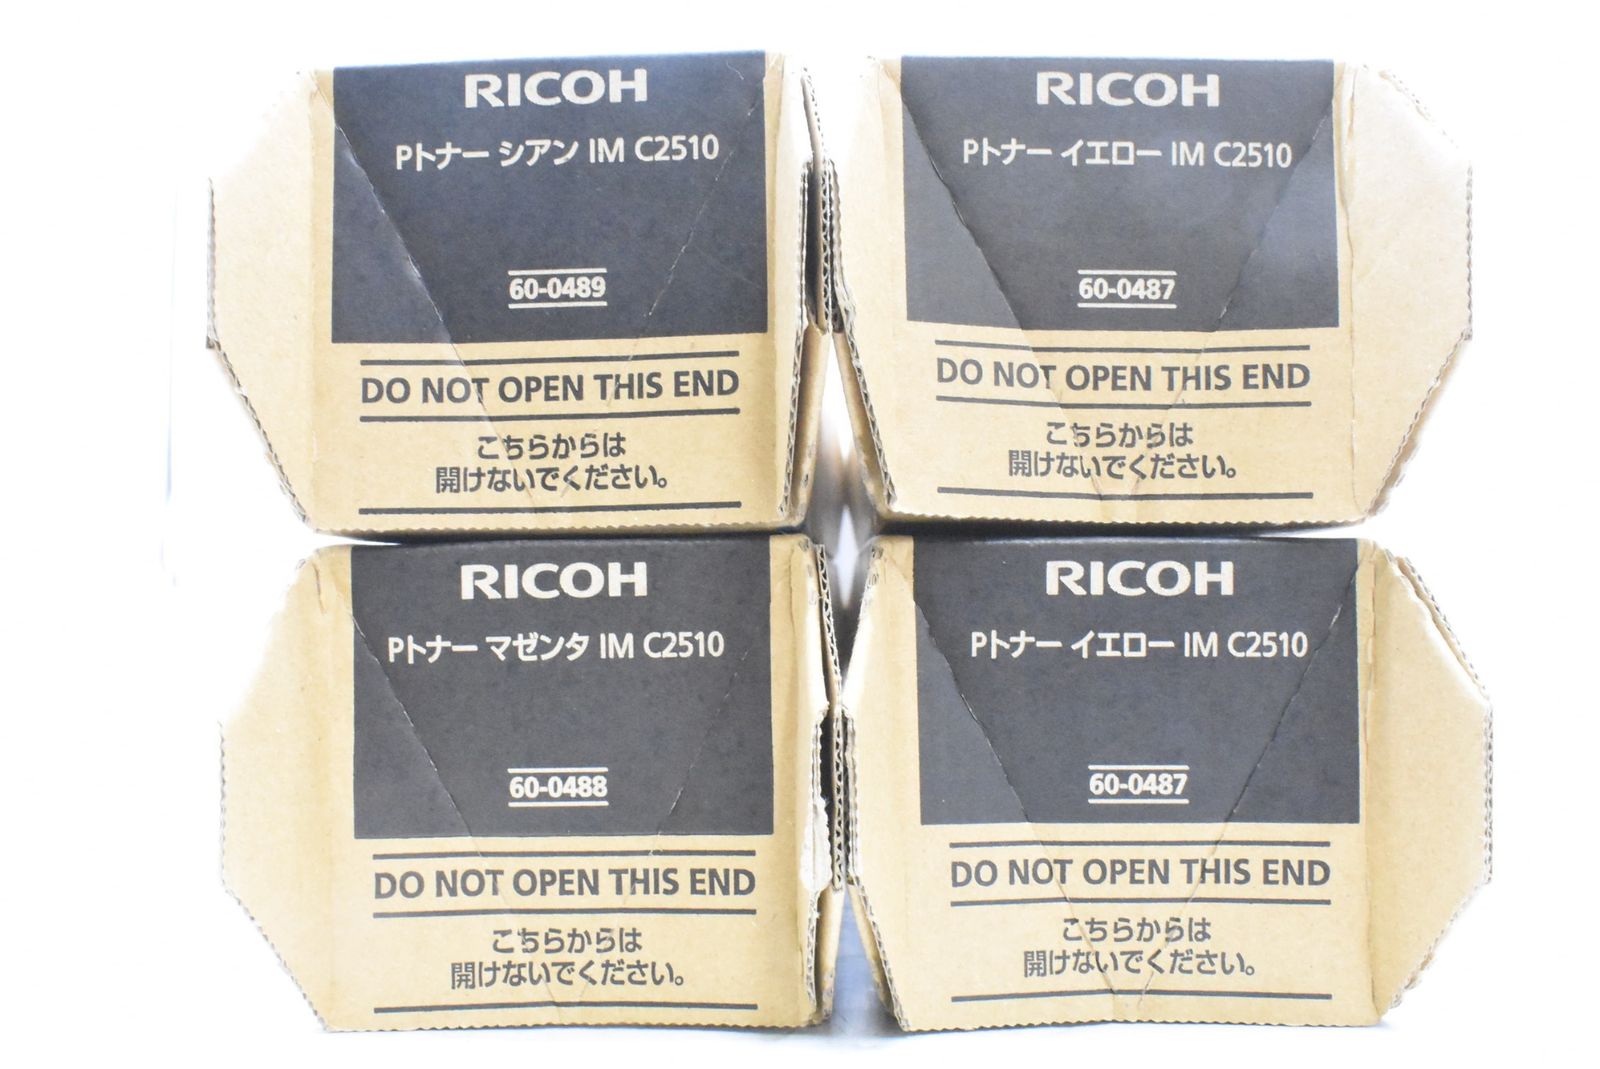 RICOH
Pトナー シアン IM C2510
60-0489
DO NOT OPEN THIS END
こちらからは
開けないでください。
RICOH
Pトナー イエロー IM C2510
60-0487
DO NOT OPEN THIS END
こちらからは
開けないでください。
RICOH
Pトナー マゼンタ IM C2510
60-0488
DO NOT OPEN THIS END
こちらからは
開けないでください。
RICOH
Pトナー イエロー IM C2510
60-0487
DO NOT OPEN THIS END
こちらからは
開けないでください。